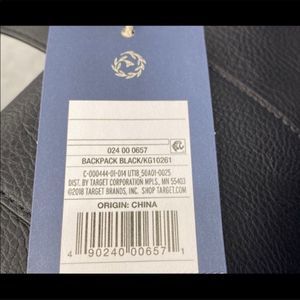 024 00 0657
BACKPACK BLACK/KG10261
C-000444-01-014 UT18_50A01-0025
DIST. BY TARGET CORPORATION MPLS., MN 55403
©2018 TARGET BRANDS, INC. SHOP TARGET.COM
ORIGIN: CHINA
4 90240 00657 1